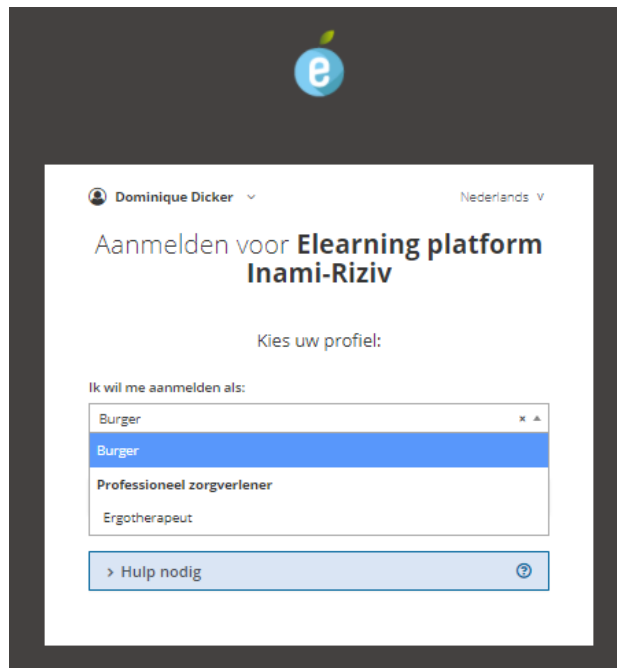 e
Dominique Dicker
Nederlands
Aanmelden voor Elearning platform
Inami-Riziv
Kies uw profiel:
Ik wil me aanmelden als:
Burger
Burger
Professioneel zorgverlener
Ergotherapeut
> Hulp nodig ?